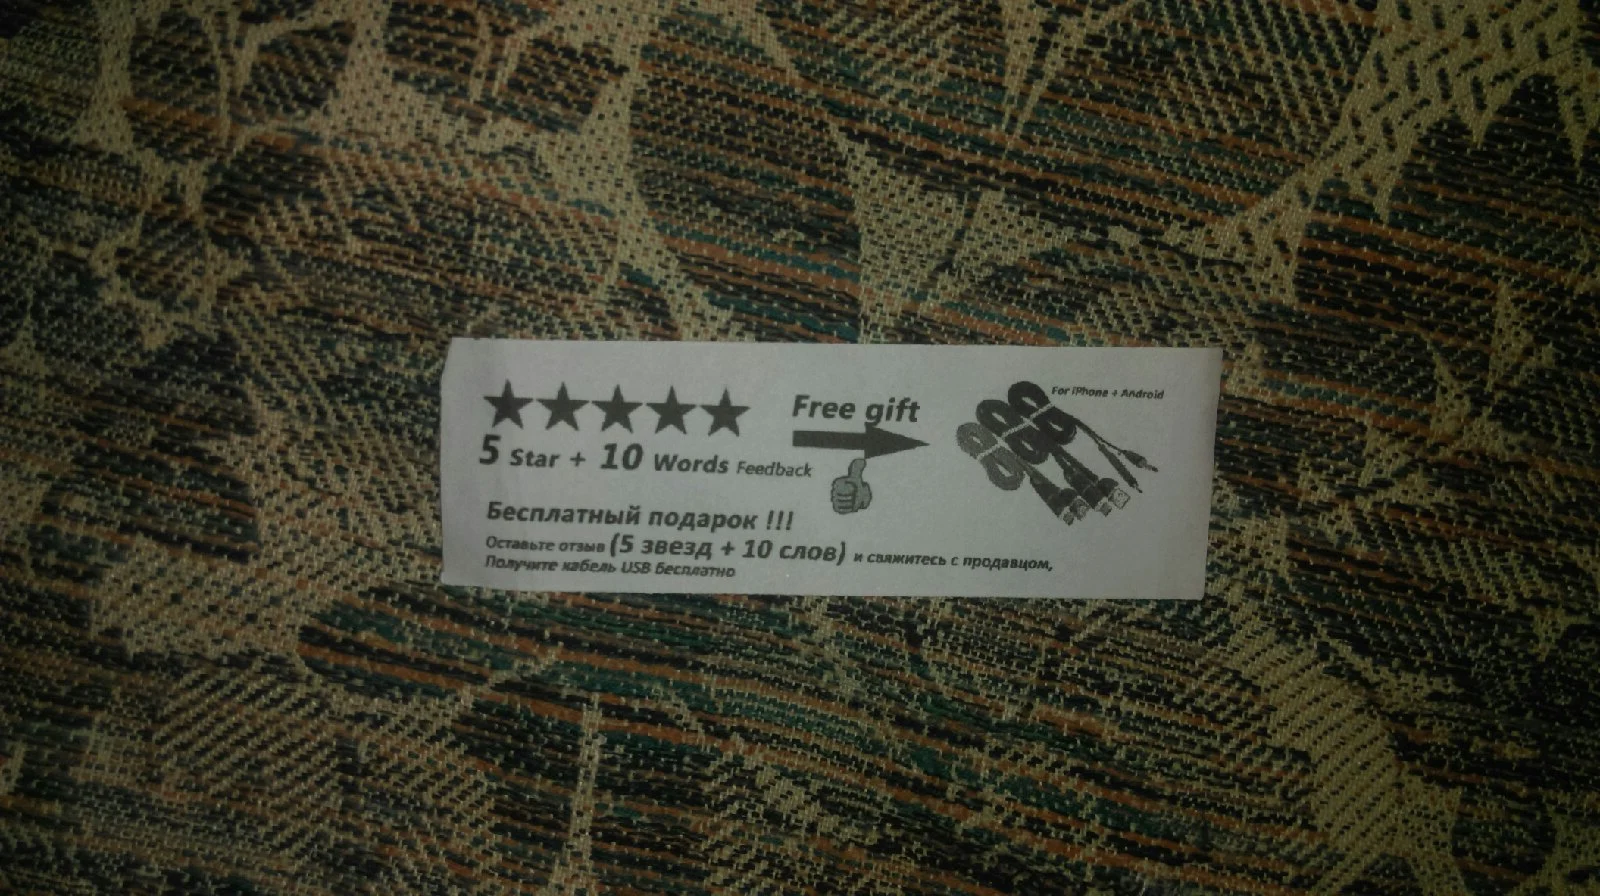 Free gift
For iPhone + Android
5 Star + 10 Words Feedback
Бесплатный подарок !!!
Оставьте отзыв (5 звезд + 10 слов) и свяжитесь с продавцом,
Получите кабель USB бесплатно